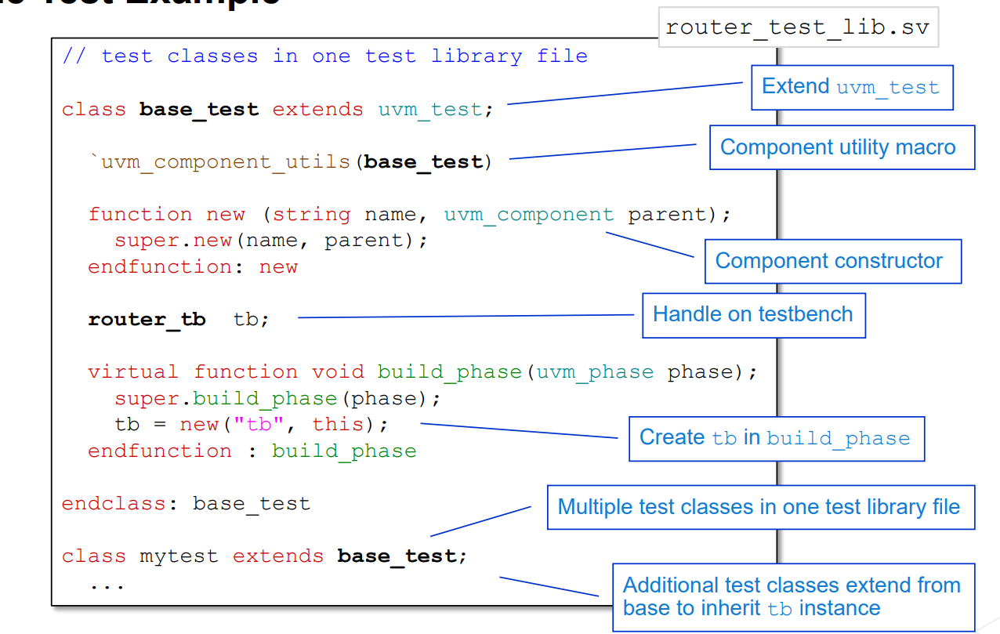 Test Example
router_test_lib.sv
// test classes in one test library file
Extend uvm_test
class base_test extends uvm_test;
Component utility macro
`uvm_component_utils(base_test)
function new (string name, uvm_component parent);
super.new(name, parent);
Component constructor
endfunction: new
Handle on testbench
router_tb  tb;
virtual function void build_phase(uvm_phase phase);
super.build_phase(phase);
tb = new("tb", this);
Create tb in build_phase
endfunction : build_phase
endclass: base_test
Multiple test classes in one test library file
class mytest extends base_test;
...
Additional test classes extend from
base to inherit tb instance